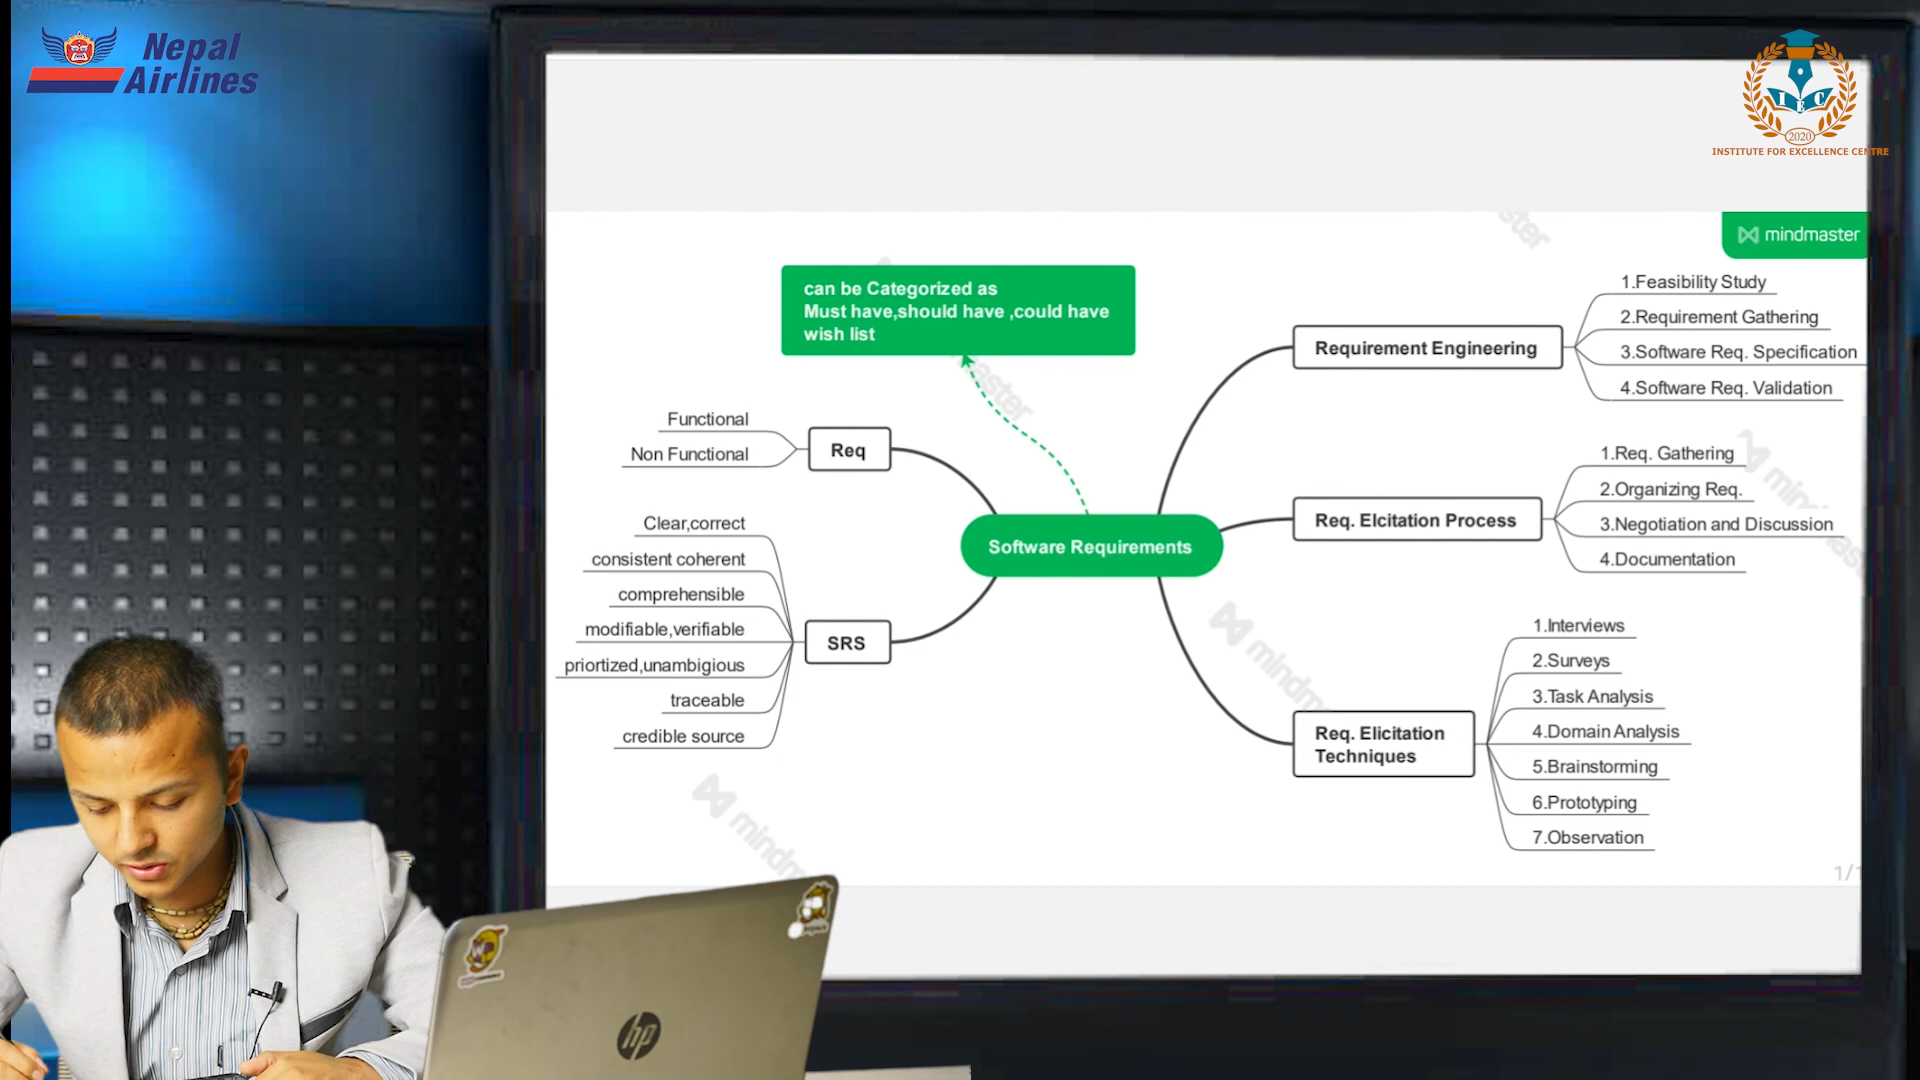 Nepal
Airlines
I E C
2020
INSTITUTE FOR EXCELLENCE CENTRE
mindmaster
can be Categorized as
Must have,should have ,could have
wish list
Requirement Engineering
1.Feasibility Study
2.Requirement Gathering
3.Software Req. Specification
4.Software Req. Validation
Functional
Non Functional
Req
Req. Elcitation Process
1.Req. Gathering
2.Organizing Req.
3.Negotiation and Discussion
4.Documentation
Software Requirements
Clear,correct
consistent coherent
comprehensible
modifiable,verifiable
priortized,unambigious
traceable
credible source
SRS
Req. Elicitation
Techniques
1.Interviews
2.Surveys
3.Task Analysis
4.Domain Analysis
5.Brainstorming
6.Prototyping
7.Observation
1/
hp